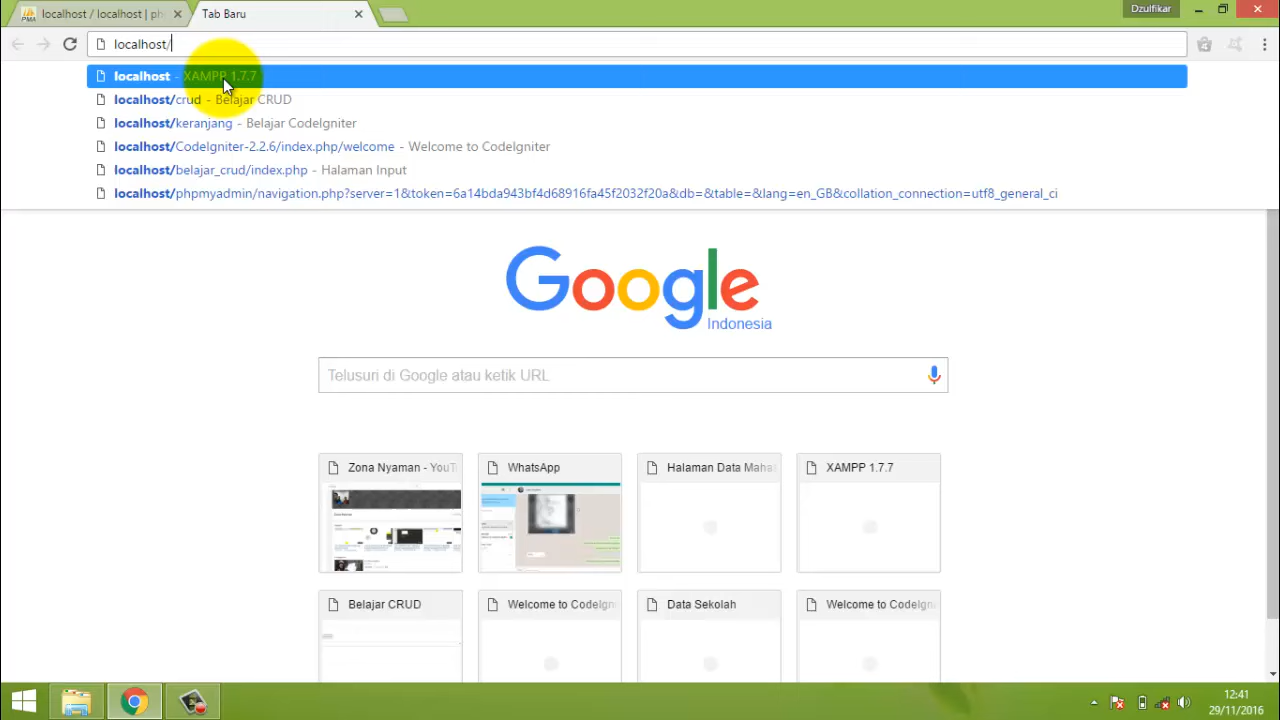 localhost / localhost | ph
Tab Baru
Dzulfikar
localhost/
localhost - XAMPP 1.7.7
localhost/crud - Belajar CRUD
localhost/keranjang - Belajar CodeIgniter
localhost/CodeIgniter-2.2.6/index.php/welcome - Welcome to CodeIgniter
localhost/belajar_crud/index.php - Halaman Input
localhost/phpmyadmin/navigation.php?server=1&token=6a14bda943bf4d68916fa45f2032f20a&db=&table=&lang=en_GB&collation_connection=utf8_general_ci
Google
Indonesia
Telusuri di Google atau ketik URL
Zona Nyaman - YouT
WhatsApp
Halaman Data Maha
XAMPP 1.7.7
Belajar CRUD
Welcome to CodeIgn
Data Sekolah
Welcome to CodeIgn
12:41
29/11/2016